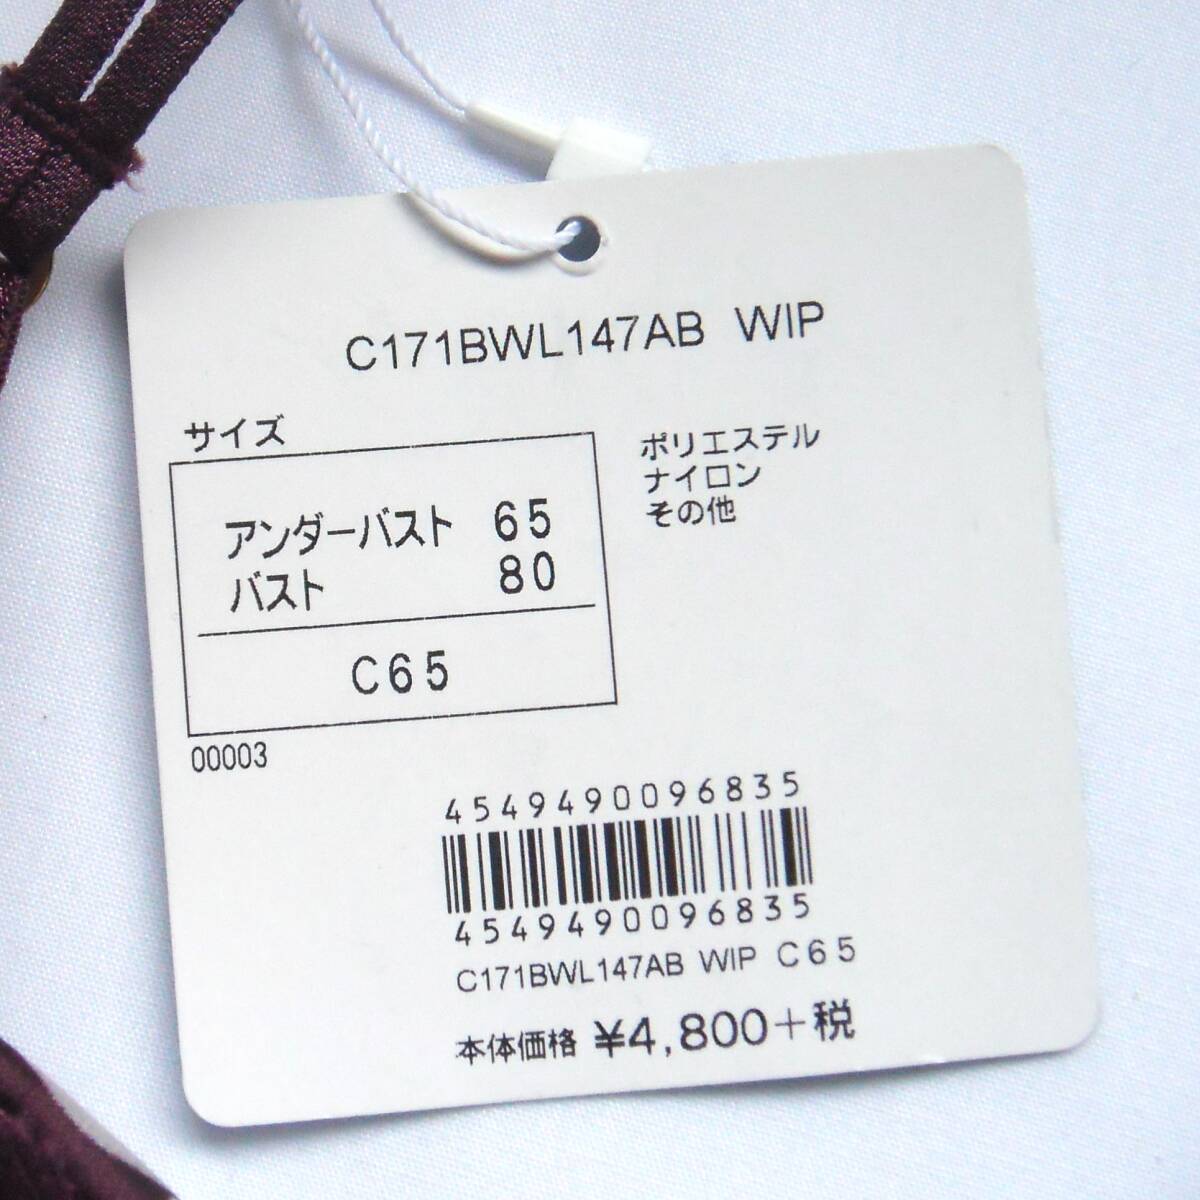 C171BWL147AB WIP
サイズ
アンダーバスト 65
バスト 80
C65
00003
ポリエステル
ナイロン
その他
4549490096835
4549490096835
C171BWL147AB WIP C65
本体価格 ¥4,800+税